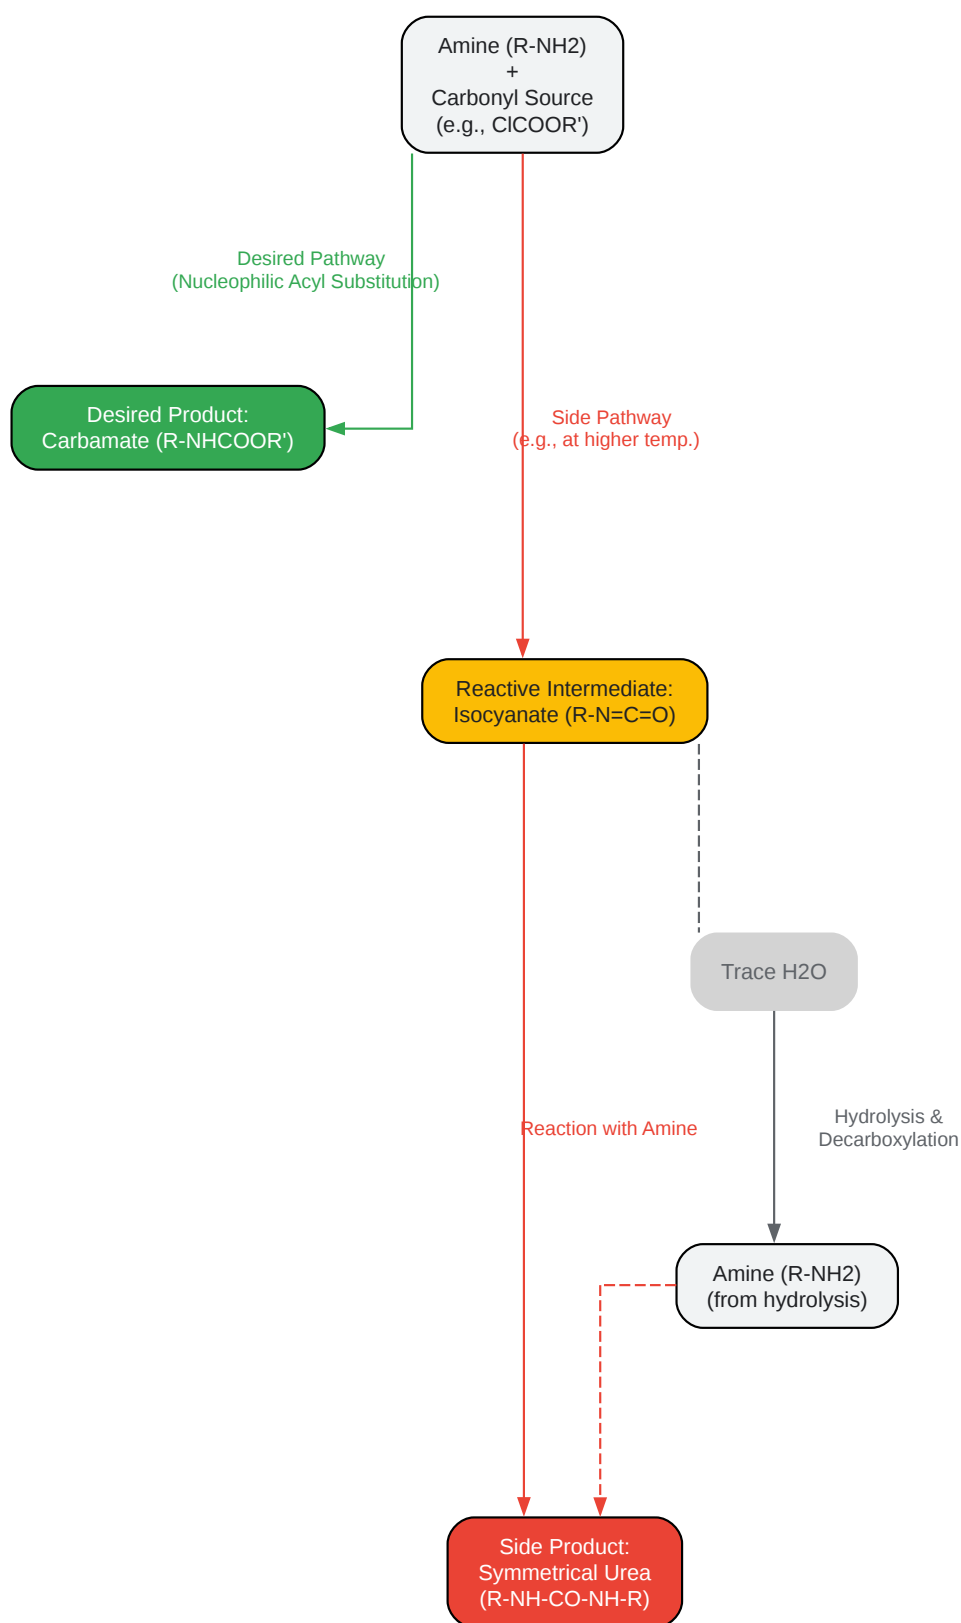 Amine (R-NH2)
+
Carbonyl Source
(e.g., ClCOOR')
Desired Pathway
(Nucleophilic Acyl Substitution)
Desired Product:
Carbamate (R-NHCOOR')
Side Pathway
(e.g., at higher temp.)
Reactive Intermediate:
Isocyanate (R-N=C=O)
Trace H2O
Reaction with Amine
Hydrolysis &
Decarboxylation
Amine (R-NH2)
(from hydrolysis)
Side Product:
Symmetrical Urea
(R-NH-CO-NH-R)